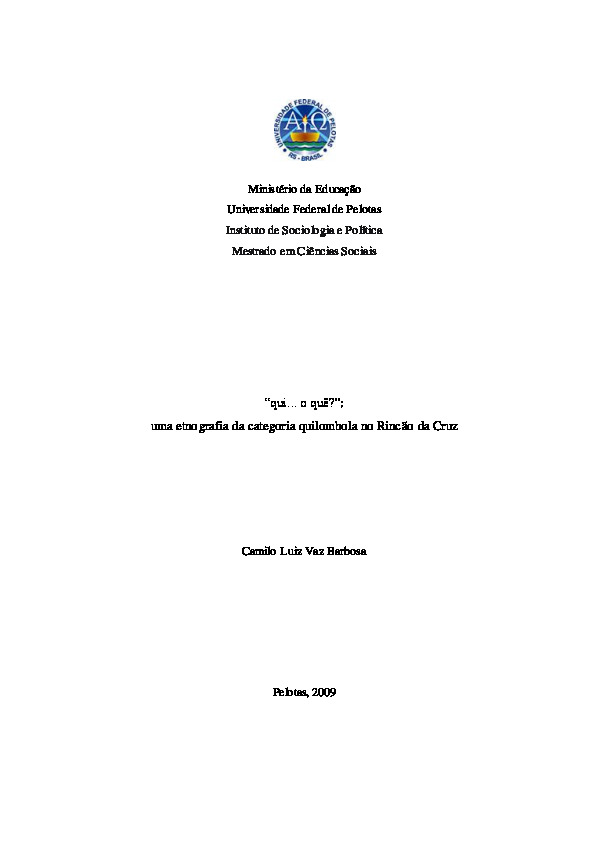 UNIVERSIDADE FEDERAL DE PELOTAS
ΑΩ
RS - BRASIL
Ministério da Educação
Universidade Federal de Pelotas
Instituto de Sociologia e Política
Mestrado em Ciências Sociais
“qui… o quê?”:
uma etnografia da categoria quilombola no Rincão da Cruz
Camilo Luiz Vaz Barbosa
Pelotas, 2009